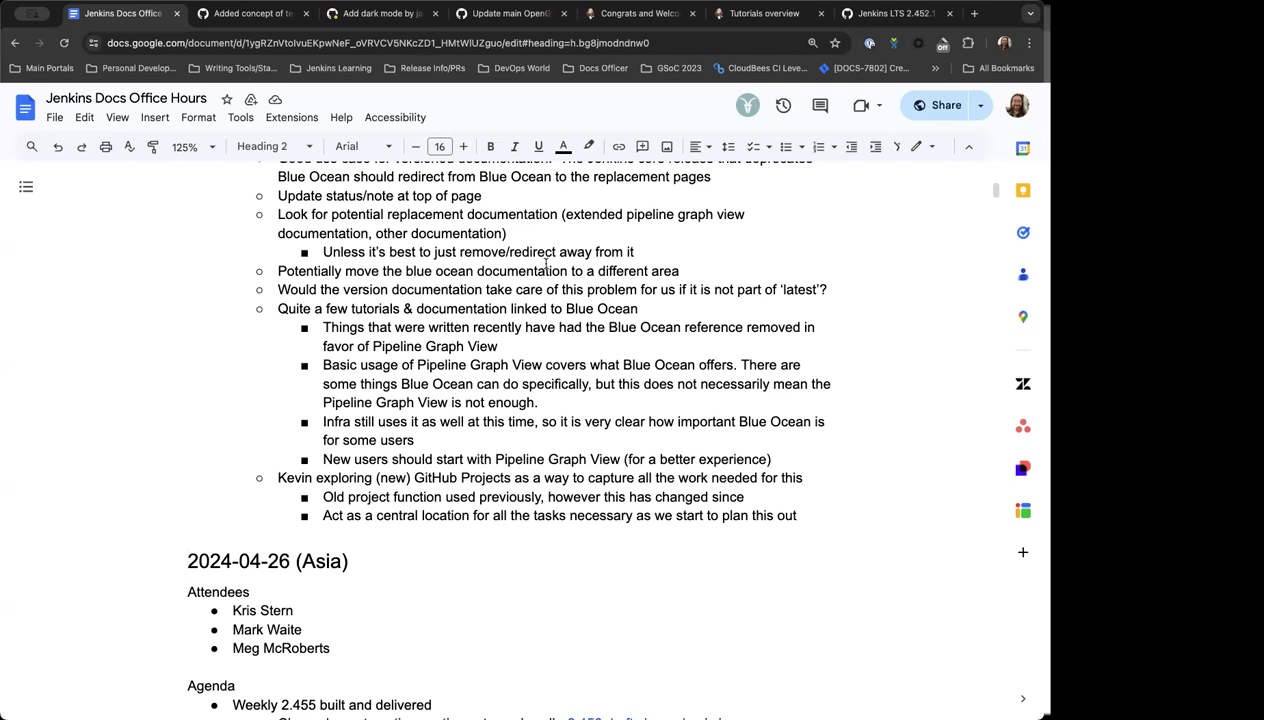 Jenkins Docs Office
Added concept of te
Add dark mode by ja
Update main OpenG
Congrats and Welco
Tutorials overview
Jenkins LTS 2.452.1
docs.google.com/document/d/1ygRZnVtoIvuEKpwNeF_oVRVCV5NKcZD1_HMtWlUZguo/edit#heading=h.bg8jmodndnw0
Off
Main Portals
Personal Develop...
Writing Tools/Sta...
Jenkins Learning
Release Info/PRs
DevOps World
Docs Officer
GSoC 2023
CloudBees CI Leve...
[DOCS-7802] Cre...
All Bookmarks
Jenkins Docs Office Hours
File Edit View Insert Format Tools Extensions Help Accessibility
Share
125% Heading 2 Arial 16
Good use case for versioned documentation. The Jenkins core release that deprecates
Blue Ocean should redirect from Blue Ocean to the replacement pages
Update status/note at top of page
Look for potential replacement documentation (extended pipeline graph view
documentation, other documentation)
Unless it's best to just remove/redirect away from it
Potentially move the blue ocean documentation to a different area
Would the version documentation take care of this problem for us if it is not part of ‘latest’?
Quite a few tutorials & documentation linked to Blue Ocean
Things that were written recently have had the Blue Ocean reference removed in
favor of Pipeline Graph View
Basic usage of Pipeline Graph View covers what Blue Ocean offers. There are
some things Blue Ocean can do specifically, but this does not necessarily mean the
Pipeline Graph View is not enough.
Infra still uses it as well at this time, so it is very clear how important Blue Ocean is
for some users
New users should start with Pipeline Graph View (for a better experience)
Kevin exploring (new) GitHub Projects as a way to capture all the work needed for this
Old project function used previously, however this has changed since
Act as a central location for all the tasks necessary as we start to plan this out
2024-04-26 (Asia)
Attendees
● Kris Stern
● Mark Waite
● Meg McRoberts
Agenda
● Weekly 2.455 built and delivered